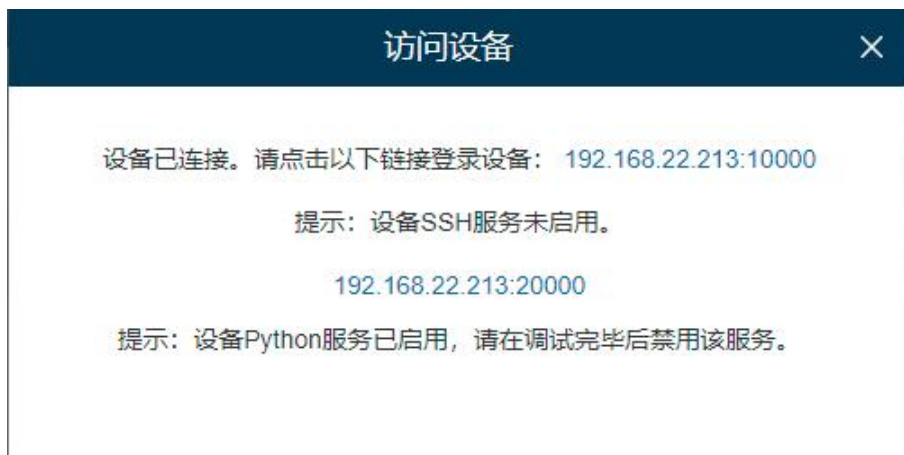 访问设备
设备已连接。请点击以下链接登录设备： 192.168.22.213:10000
提示：设备SSH服务未启用。
192.168.22.213:20000
提示：设备Python服务已启用，请在调试完毕后禁用该服务。